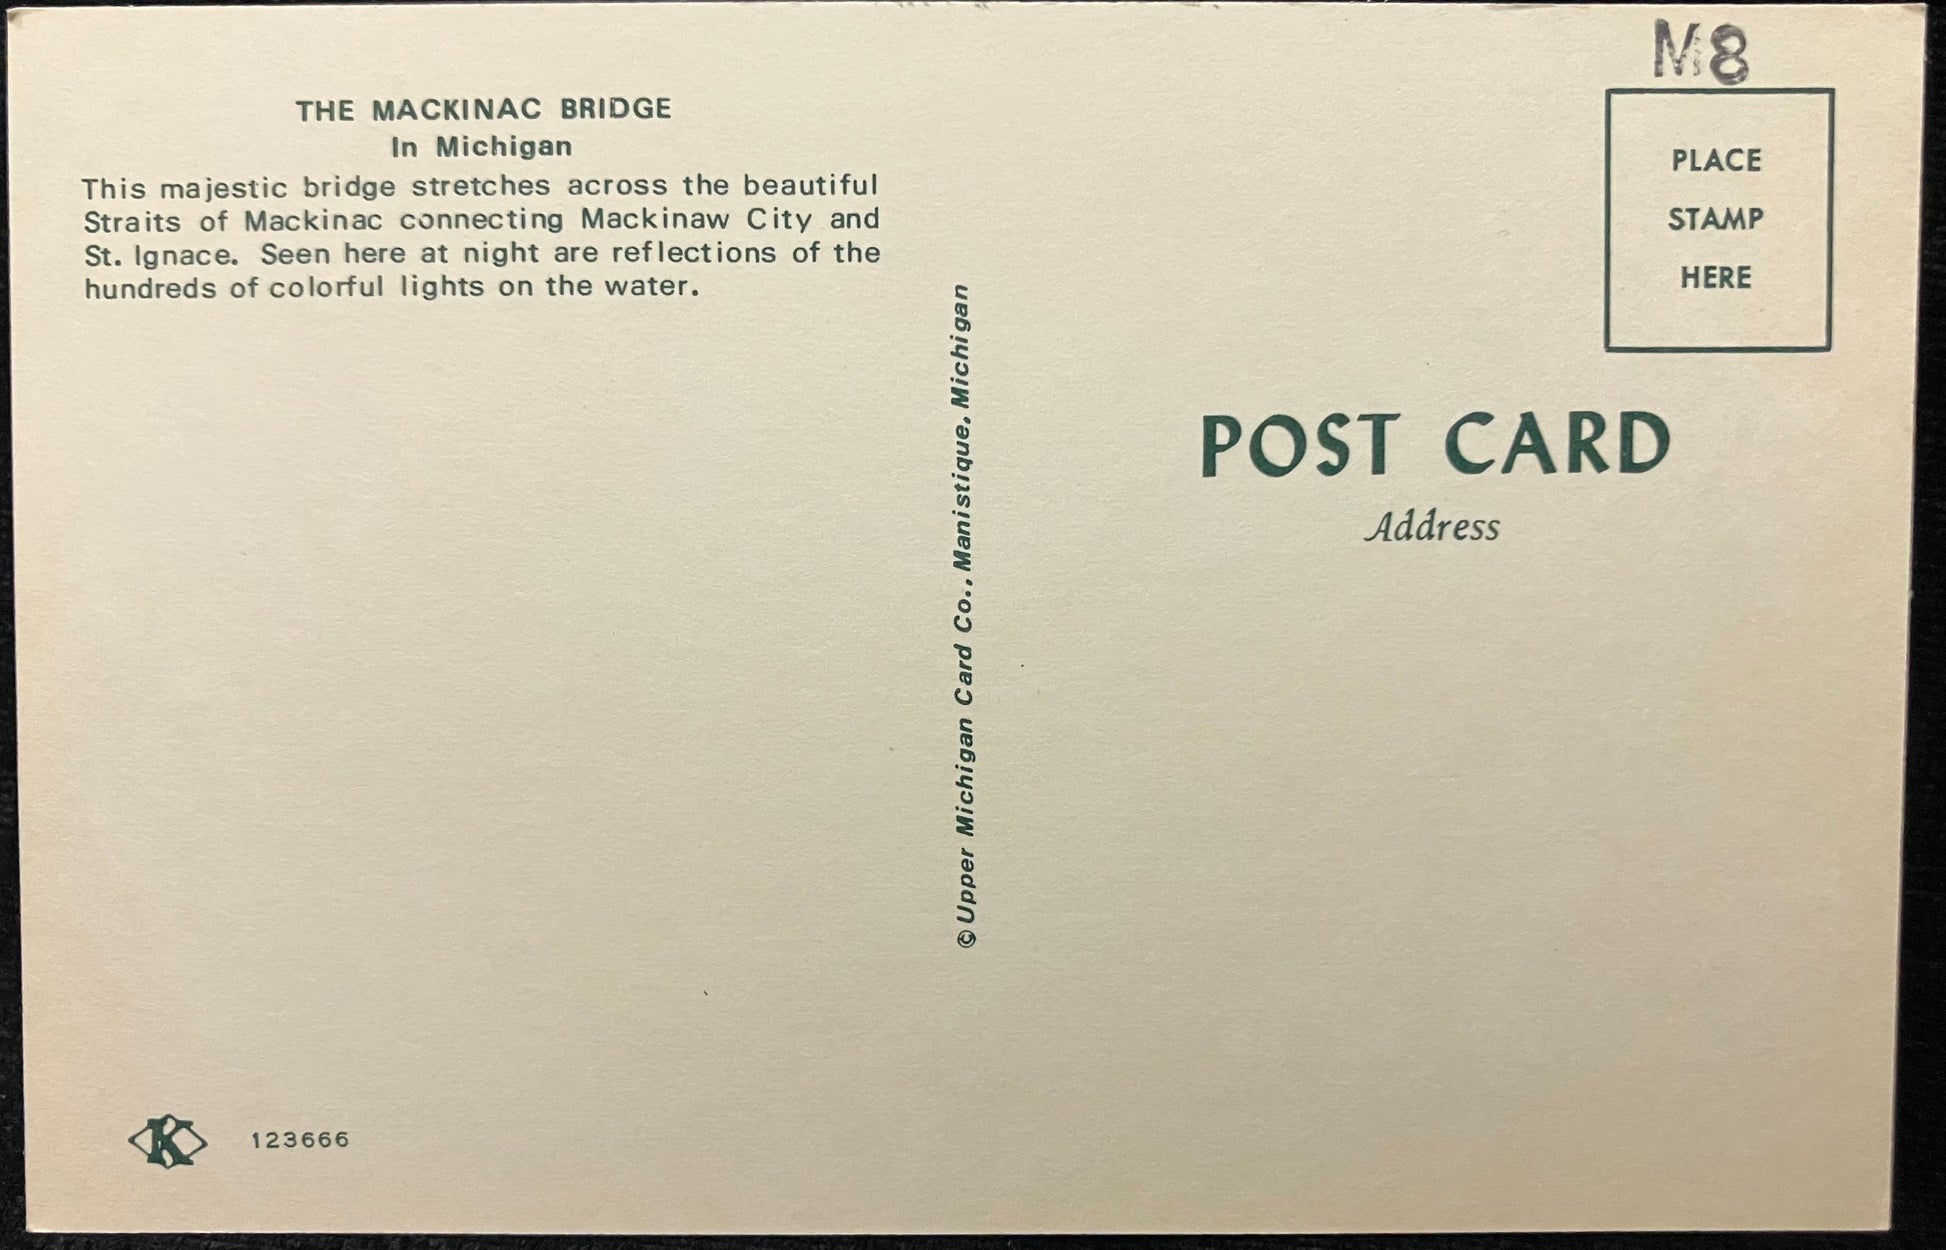 M8
THE MACKINAC BRIDGE
In Michigan
This majestic bridge stretches across the beautiful
Straits of Mackinac connecting Mackinaw City and
St. Ignace. Seen here at night are reflections of the
hundreds of colorful lights on the water.
© Upper Michigan Card Co., Manistique, Michigan
PLACE
STAMP
HERE
POST CARD
Address
K 123666